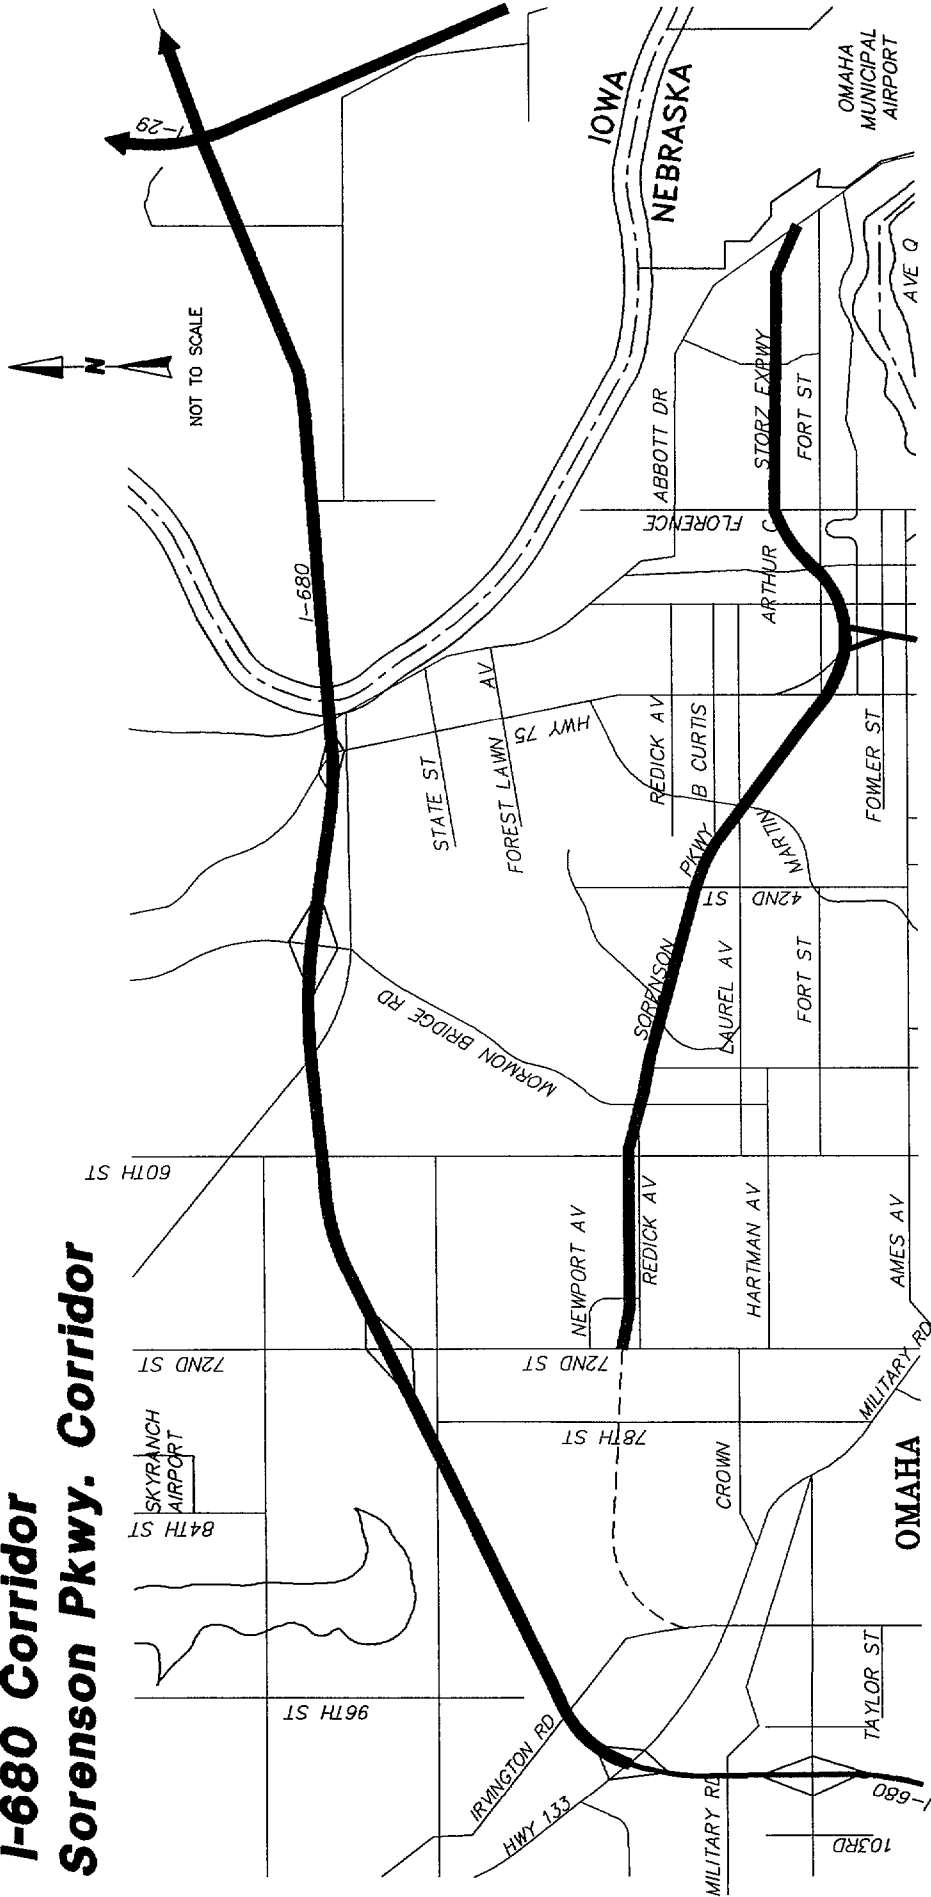 I-680 Corridor
Sorenson Pkwy. Corridor
N
NOT TO SCALE
I-29
IOWA
NEBRASKA
OMAHA
MUNICIPAL
AIRPORT
AVE Q
STORZ EXPWY
FORT ST
ABBOTT DR
FLORENCE
ARTHUR C
I-680
STATE ST
FOREST LAWN AV
HWY 75
REDICK AV
B CURTIS
FOWLER ST
PKWY
MARTIN
42ND ST
SORENSON
LAUREL AV
FORT ST
MORMON BRIDGE RD
60TH ST
NEWPORT AV
REDICK AV
HARTMAN AV
AMES AV
72ND ST
72ND ST
MILITARY RD
78TH ST
SKYRANCH
AIRPORT
84TH ST
CROWN
OMAHA
96TH ST
IRVINGTON RD
HWY 133
TAYLOR ST
MILITARY RD
I-680
103RD